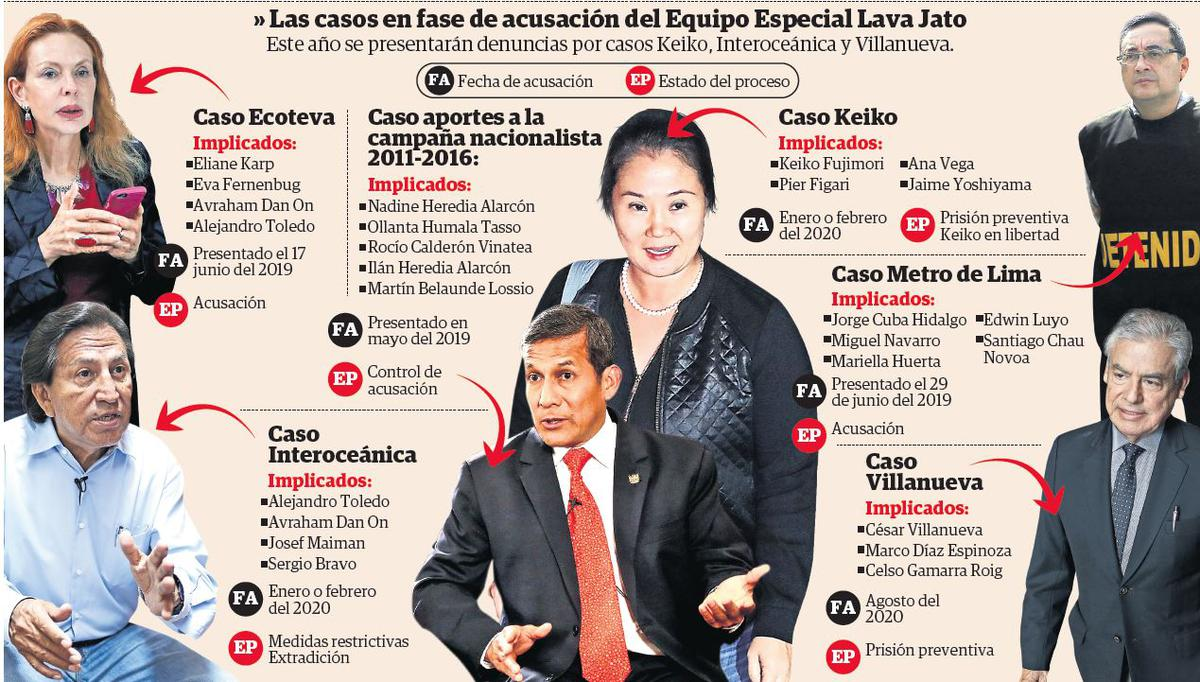 » Las casos en fase de acusación del Equipo Especial Lava Jato
Este año se presentarán denuncias por casos Keiko, Interoceánica y Villanueva.
FA Fecha de acusación
EP Estado del proceso
Caso Ecoteva
Implicados:
Eliane Karp
Eva Fernenbug
Avraham Dan On
Alejandro Toledo
FA Presentado el 17
junio del 2019
EP Acusación
Caso aportes a la
campaña nacionalista
2011-2016:
Implicados:
Nadine Heredia Alarcón
Ollanta Humala Tasso
Rocío Calderón Vinatea
Ilán Heredia Alarcón
Martín Belaunde Lossio
FA Presentado en
mayo del 2019
EP Control de
acusación
Caso Keiko
Implicados:
Keiko Fujimori
Pier Figari
Ana Vega
Jaime Yoshiyama
FA Enero o febrero
del 2020
EP Prisión preventiva
Keiko en libertad
DETENID
Caso Metro de Lima
Implicados:
Jorge Cuba Hidalgo
Miguel Navarro
Mariella Huerta
Edwin Luyo
Santiago Chau
Novoa
FA Presentado el 29
de junio del 2019
EP Acusación
Caso
Interoceánica
Implicados:
Alejandro Toledo
Avraham Dan On
Josef Maiman
Sergio Bravo
FA Enero o febrero
del 2020
EP Medidas restrictivas
Extradición
Caso
Villanueva
Implicados:
César Villanueva
Marco Díaz Espinoza
Celso Gamarra Roig
FA Agosto del
2020
EP Prisión preventiva